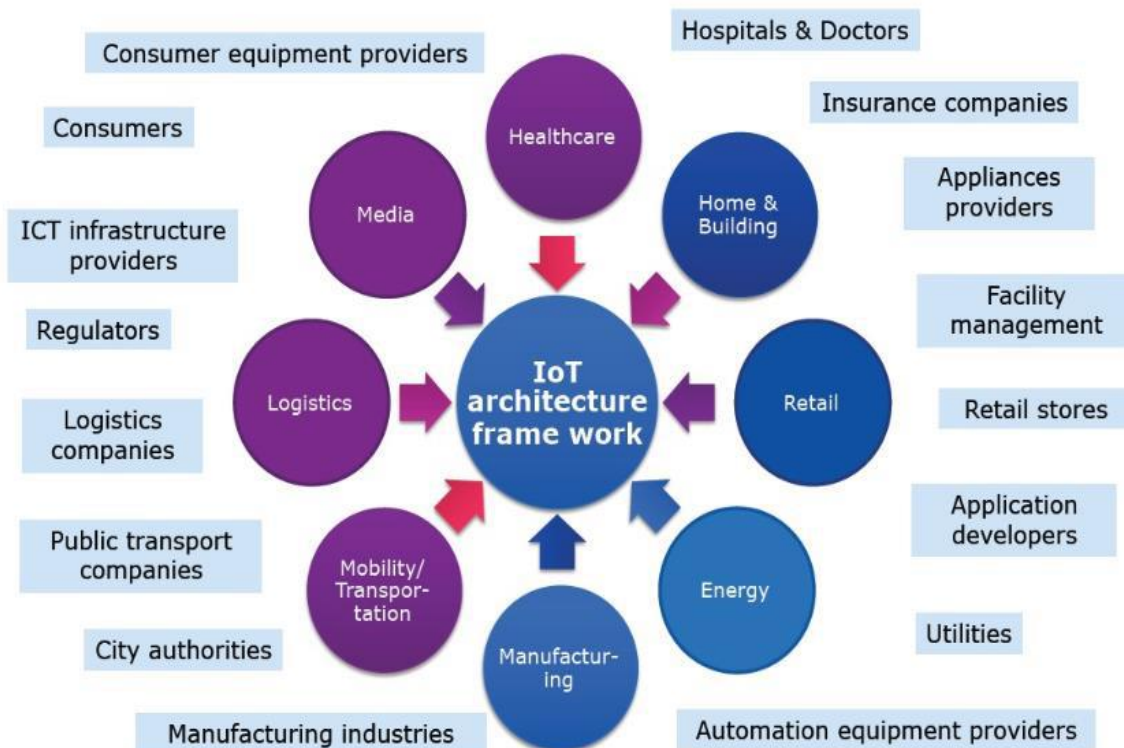 Hospitals & Doctors
Consumer equipment providers
Insurance companies
Consumers
Healthcare
Appliances
providers
Media
Home &
Building
ICT infrastructure
providers
Facility
management
Regulators
IoT
architecture
frame work
Logistics
Retail
Retail stores
Logistics
companies
Application
developers
Public transport
companies
Mobility/
Transpor-
tation
Energy
Utilities
City authorities
Manufactur-
ing
Manufacturing industries
Automation equipment providers